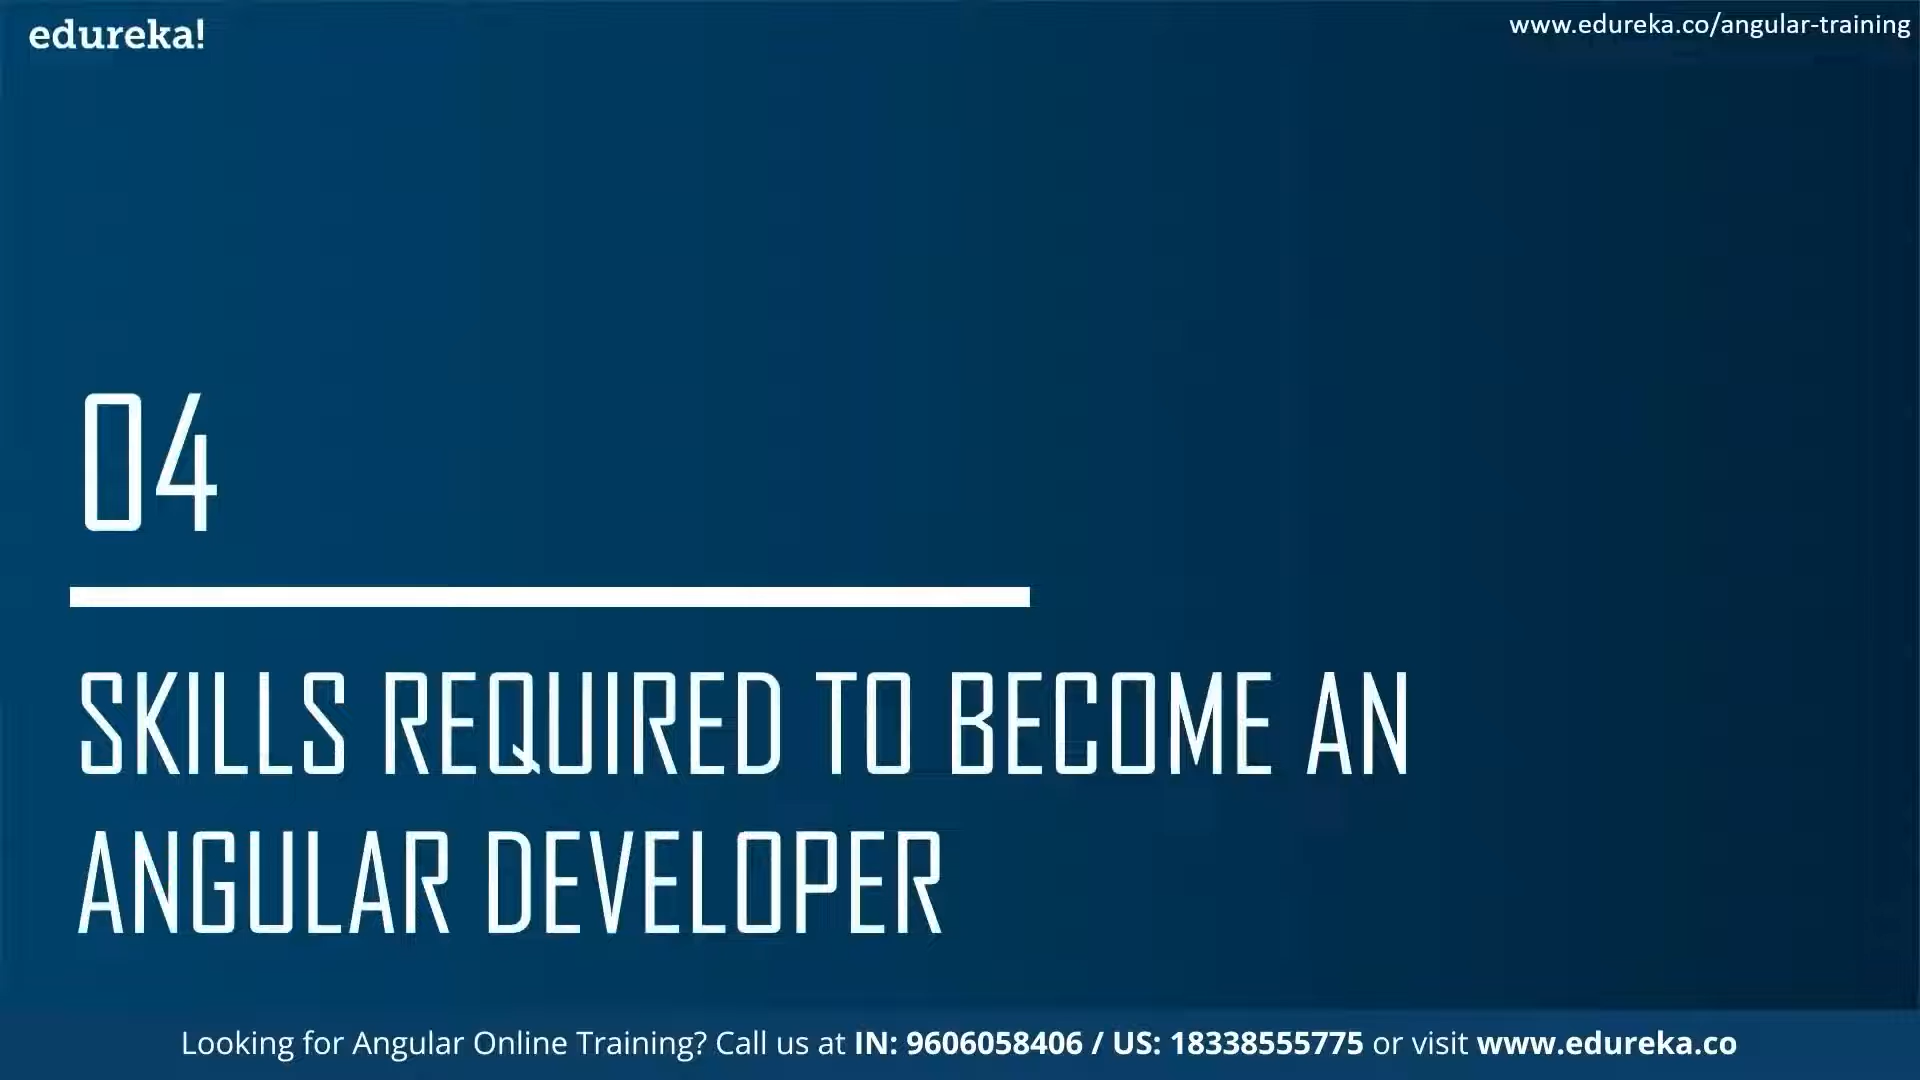 edureka!
www.edureka.co/angular-training
04
SKILLS REQUIRED TO BECOME AN
ANGULAR DEVELOPER
Looking for Angular Online Training? Call us at IN: 9606058406 / US: 18338555775 or visit www.edureka.co